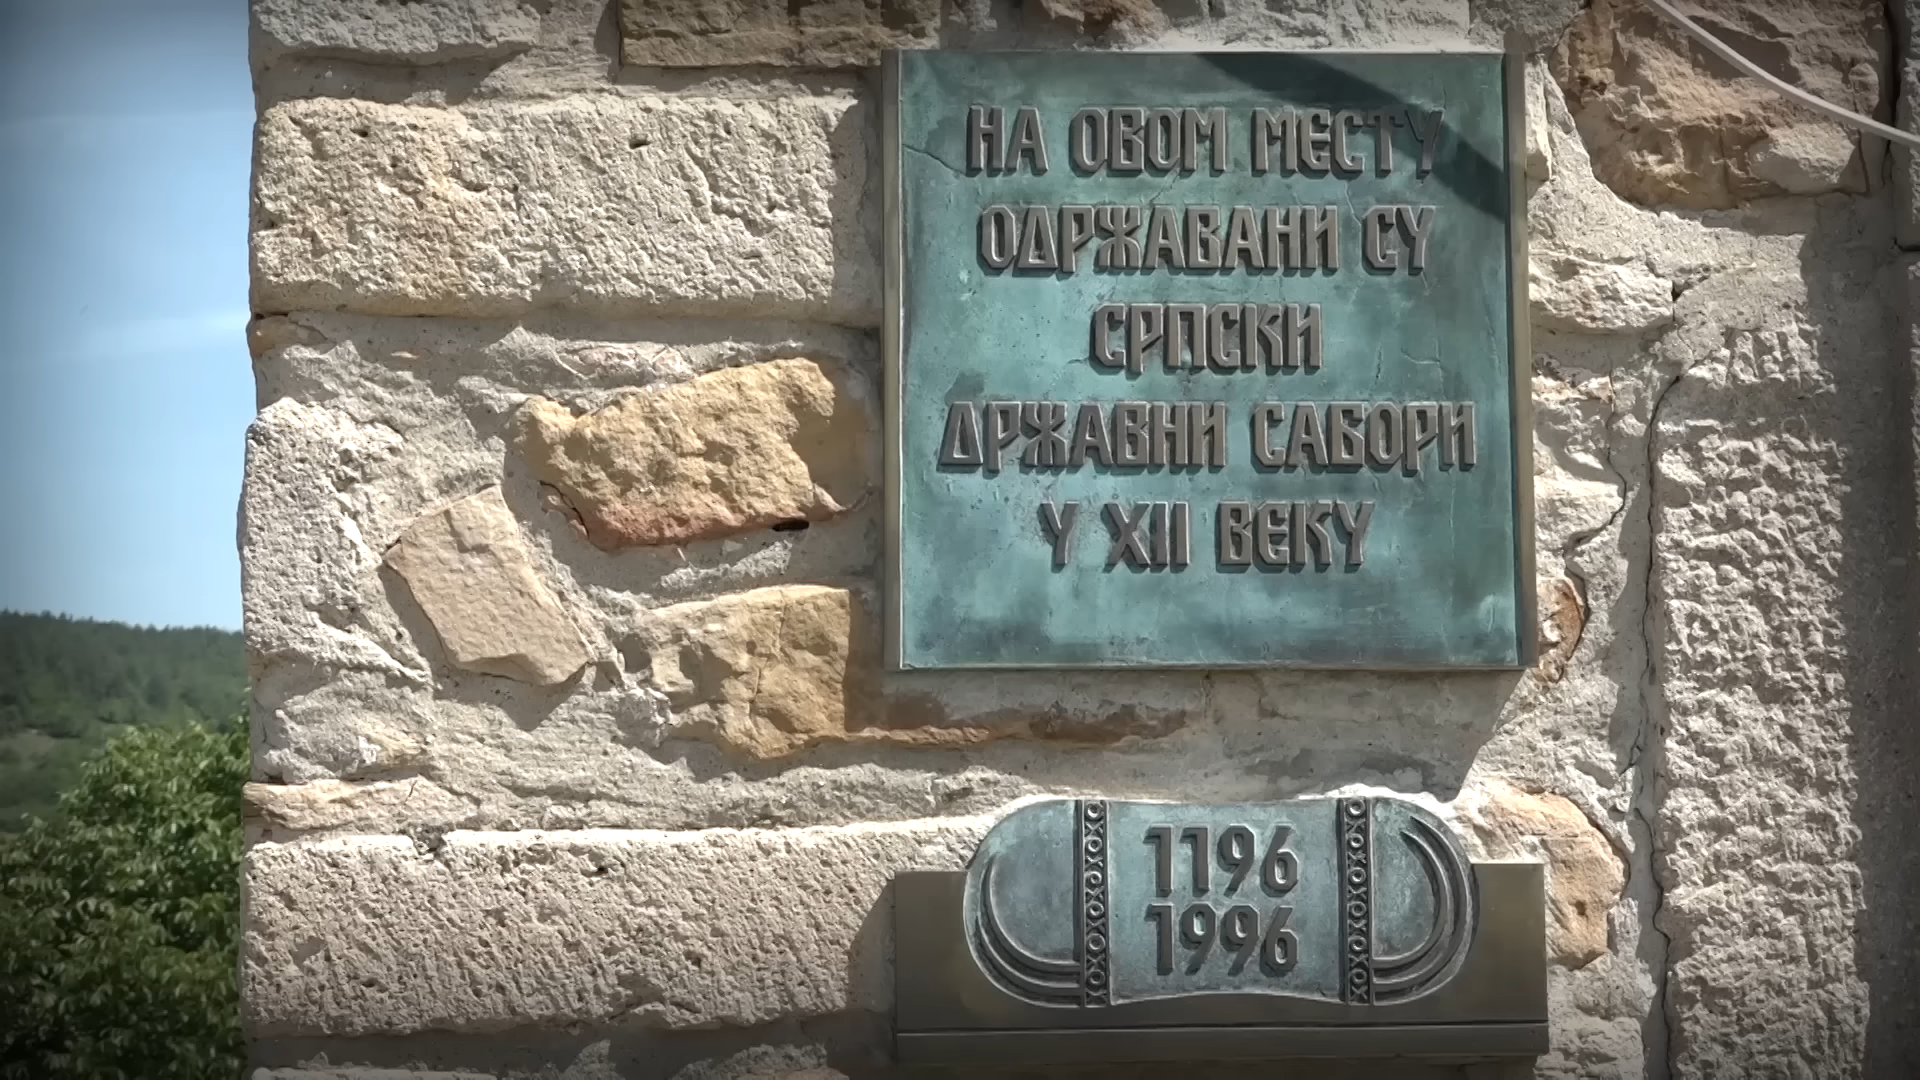 НА ОВОМ МЕСТУ
ОДРЖАВАНИ СУ
СРПСКИ
ДРЖАВНИ САБОРИ
У XII ВЕКУ
1196
1996